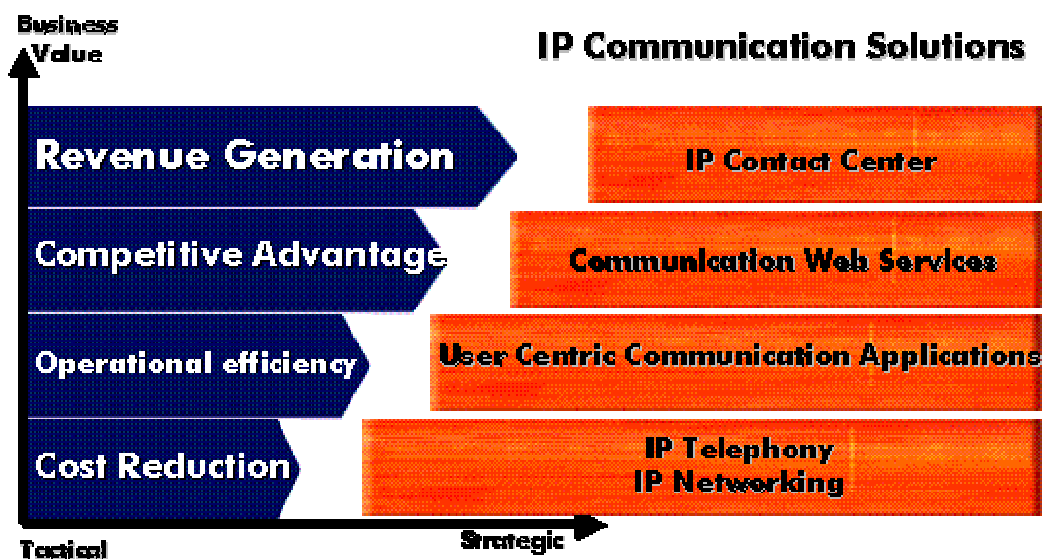 Business
Value
IP Communication Solutions
Revenue Generation
IP Contact Center
Competitive Advantage
Communication Web Services
Operational efficiency
User Centric Communication Applications
Cost Reduction
IP Telephony
IP Networking
Tactical
Strategic